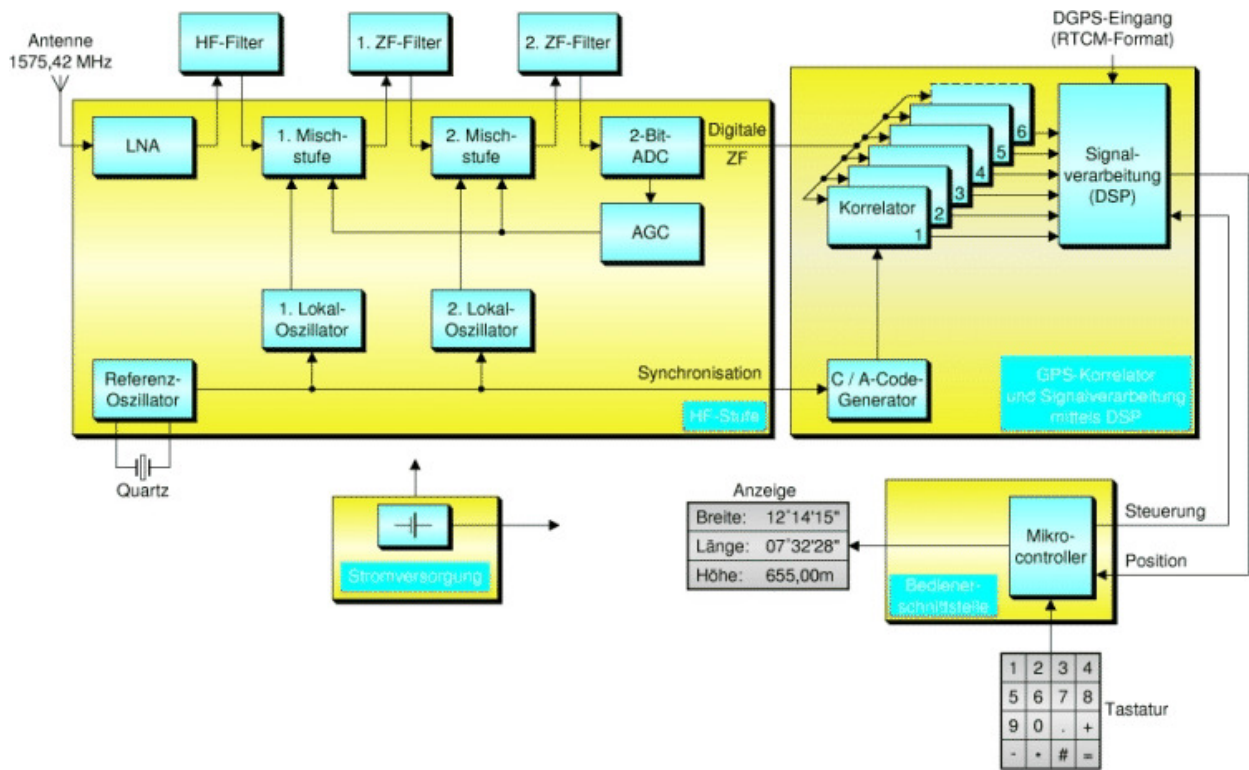 Antenne
1575,42 MHz
HF-Filter
1. ZF-Filter
2. ZF-Filter
DGPS-Eingang
(RTCM-Format)
LNA
1. Misch-
stufe
2. Misch-
stufe
2-Bit-
ADC
Digitale
ZF
AGC
1. Lokal-
Oszillator
2. Lokal-
Oszillator
Referenz-
Oszillator
Synchronisation
HF-Stufe
Quartz
6
5
4
3
2
Korrelator
1
Signal-
verarbeitung
(DSP)
C / A-Code-
Generator
GPS-Korrelator
und Signalverarbeitung
mittels DSP
Stromversorgung
Anzeige
Breite: 12°14'15"
Länge: 07°32'28"
Höhe: 655,00m
Mikro-
controller
Steuerung
Position
Bediener-
schnittstelle
1 2 3 4
5 6 7 8
9 0 . +
- * # =
Tastatur